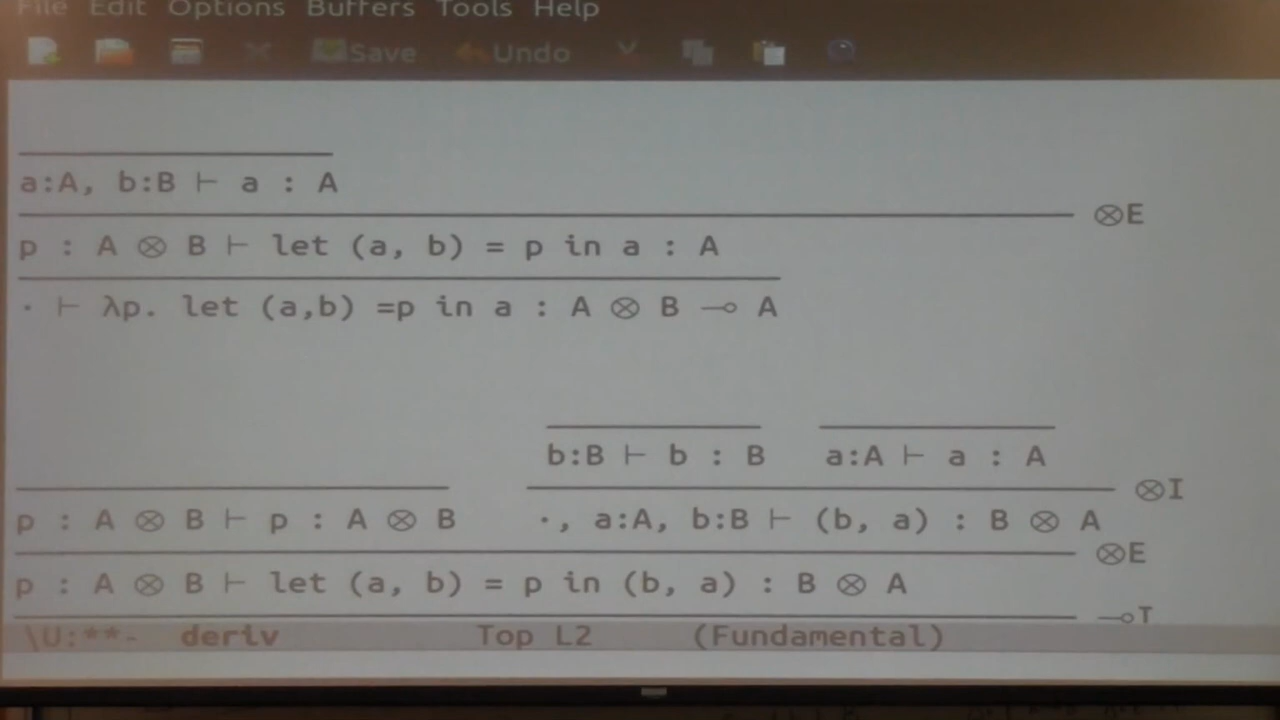 File Edit Options Buffers Tools Help
Save Undo
a:A, b:B ⊢ a : A
⊗E
p : A ⊗ B ⊢ let (a, b) = p in a : A
· ⊢ λp. let (a,b) =p in a : A ⊗ B ⊸ A
b:B ⊢ b : B a:A ⊢ a : A
⊗I
p : A ⊗ B ⊢ p : A ⊗ B ·, a:A, b:B ⊢ (b, a) : B ⊗ A
⊗E
p : A ⊗ B ⊢ let (a, b) = p in (b, a) : B ⊗ A
⊸I
\U:**- deriv Top L2 (Fundamental)